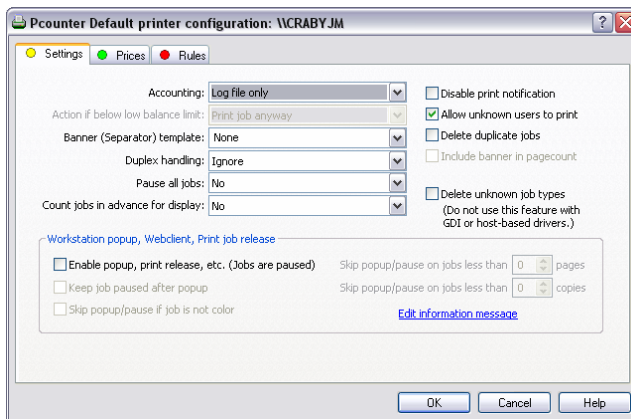 Pcounter Default printer configuration: \\CRABYJM
Settings
Prices
Rules
Accounting: Log file only
Action if below low balance limit: Print job anyway
Banner (Separator) template: None
Duplex handling: Ignore
Pause all jobs: No
Count jobs in advance for display: No
Disable print notification
Allow unknown users to print
Delete duplicate jobs
Include banner in pagecount
Delete unknown job types
(Do not use this feature with
GDI or host-based drivers.)
Workstation popup, Webclient, Print job release
Enable popup, print release, etc. (Jobs are paused)
Keep job paused after popup
Skip popup/pause if job is not color
Skip popup/pause on jobs less than 0 pages
Skip popup/pause on jobs less than 0 copies
Edit information message
OK
Cancel
Help